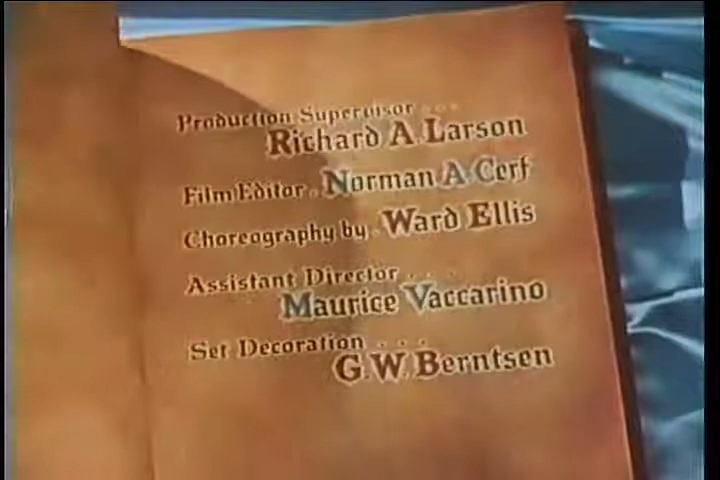 Production Supervisor . . .
Richard A Larson
Film Editor . Norman A Cerf
Choreography by . Ward Ellis
Assistant Director . . .
Maurice Vaccarino
Set Decoration . . .
G.W. Berntsen